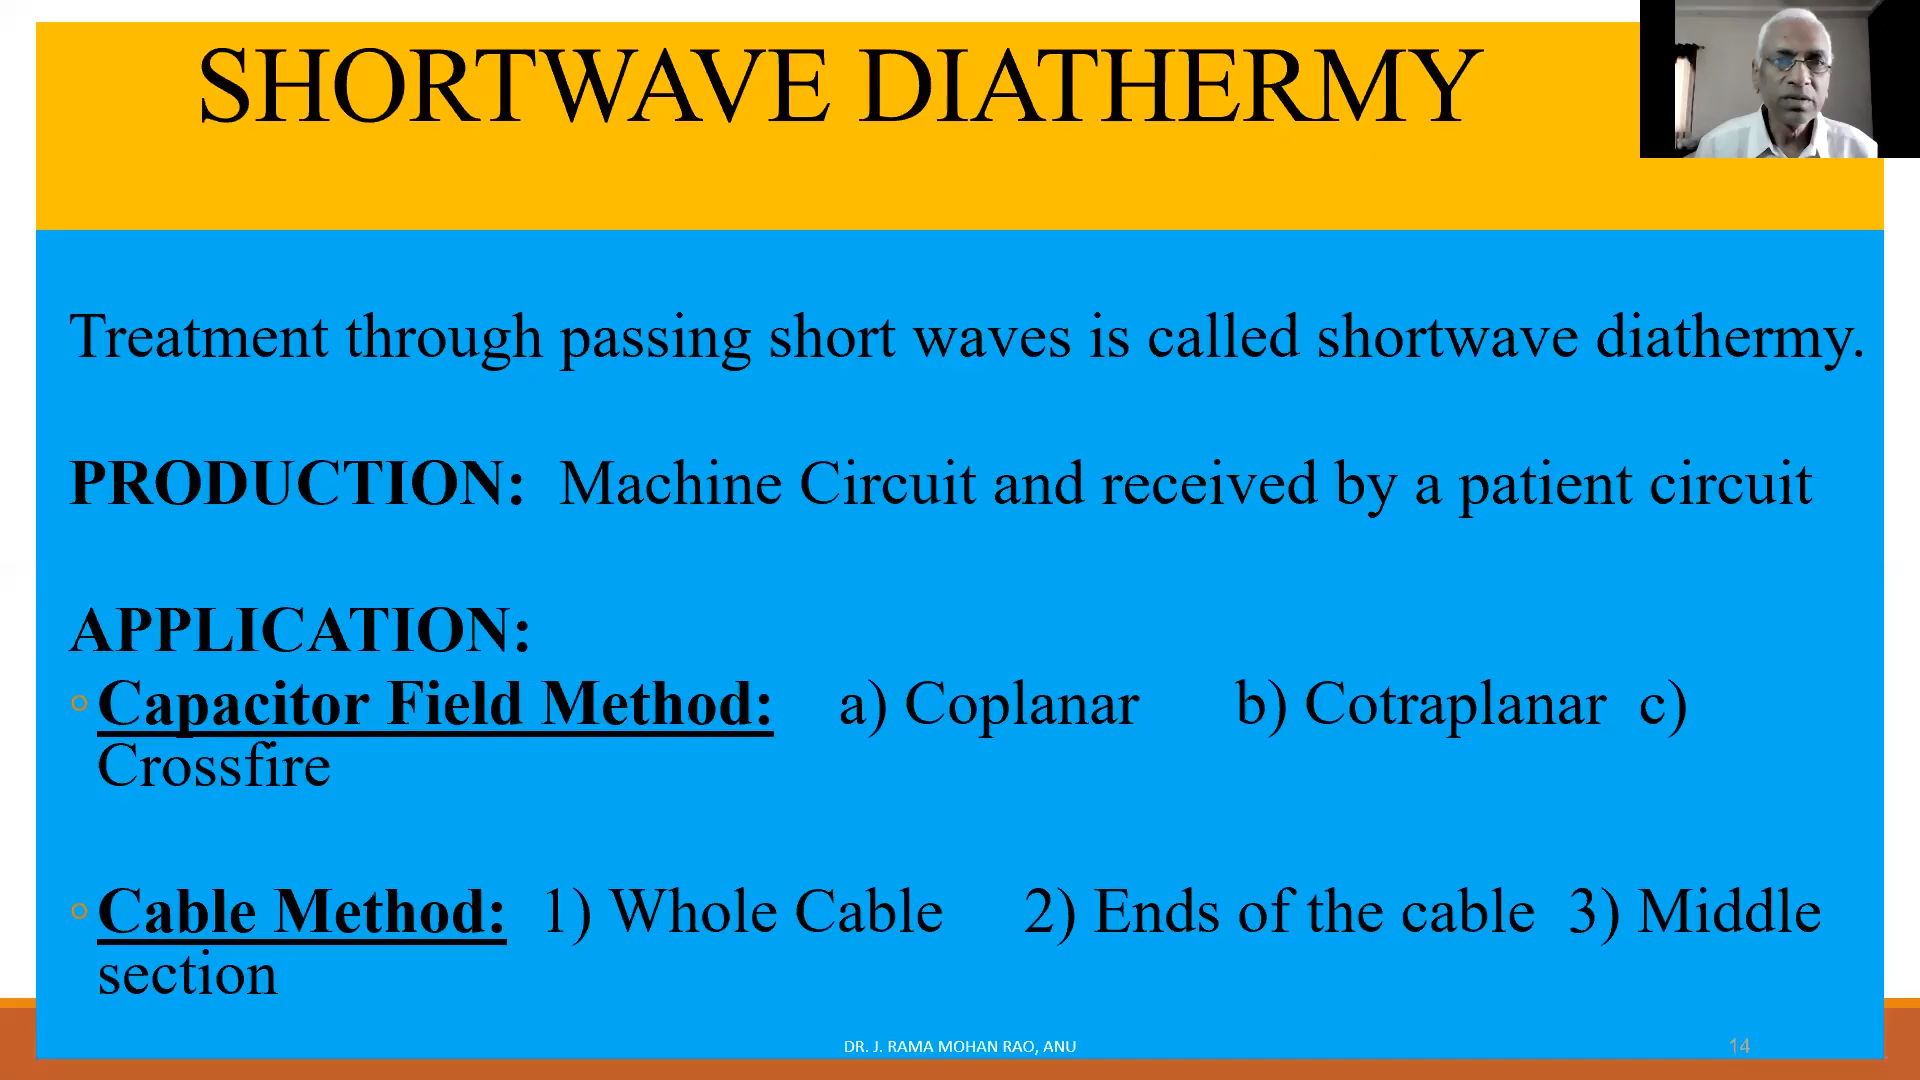 SHORTWAVE DIATHERMY
Treatment through passing short waves is called shortwave diathermy.
PRODUCTION: Machine Circuit and received by a patient circuit
APPLICATION:
◦Capacitor Field Method: a) Coplanar b) Cotraplanar c)
Crossfire
◦Cable Method: 1) Whole Cable 2) Ends of the cable 3) Middle
section
DR. J. RAMA MOHAN RAO, ANU
14